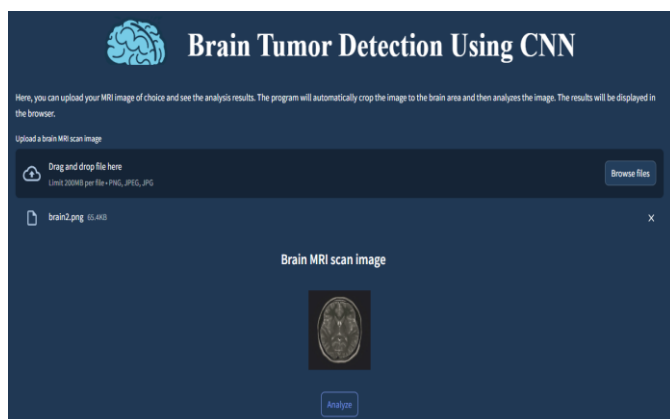 Brain Tumor Detection Using CNN
Here, you can upload your MRI image of choice and see the analysis results. The program will automatically crop the image to the brain area and then analyzes the image. The results will be displayed in
the browser.
Upload a brain MRI scan image
Drag and drop file here
Limit 200MB per file • PNG, JPEG, JPG
Browse files
brain2.png 65.4KB
X
Brain MRI scan image
Analyze